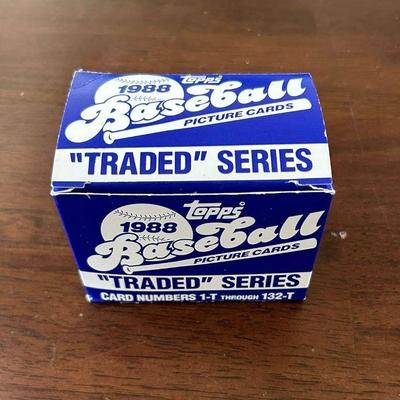 Topps
1988
Baseball
PICTURE CARDS
"TRADED" SERIES
Topps
1988
Baseball
PICTURE CARDS
"TRADED" SERIES
CARD NUMBERS 1-T THROUGH 132-T